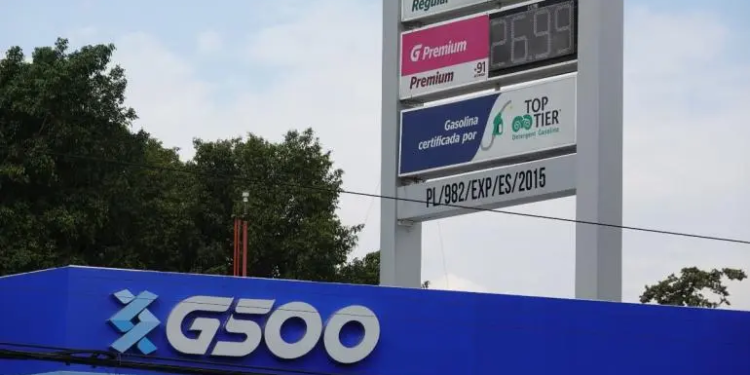 Regular
G Premium
Premium +91
26.99
Gasolina
certificada por
TOP
TIER
Detergent Gasoline
PL/982/EXP/ES/2015
G500